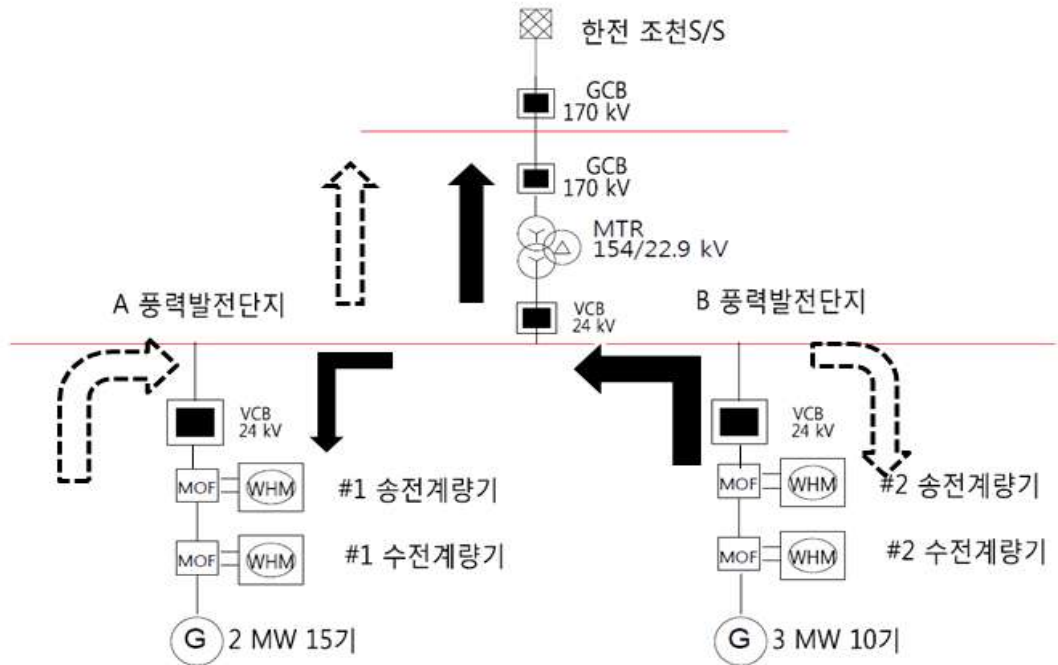 한전 조천S/S
GCB
170 kV
GCB
170 kV
MTR
154/22.9 kV
A 풍력발전단지
VCB
24 kV
B 풍력발전단지
VCB
24 kV
MOF
WHM
#1 송전계량기
MOF
WHM
#1 수전계량기
G
2 MW 15기
VCB
24 kV
MOF
WHM
#2 송전계량기
MOF
WHM
#2 수전계량기
G
3 MW 10기